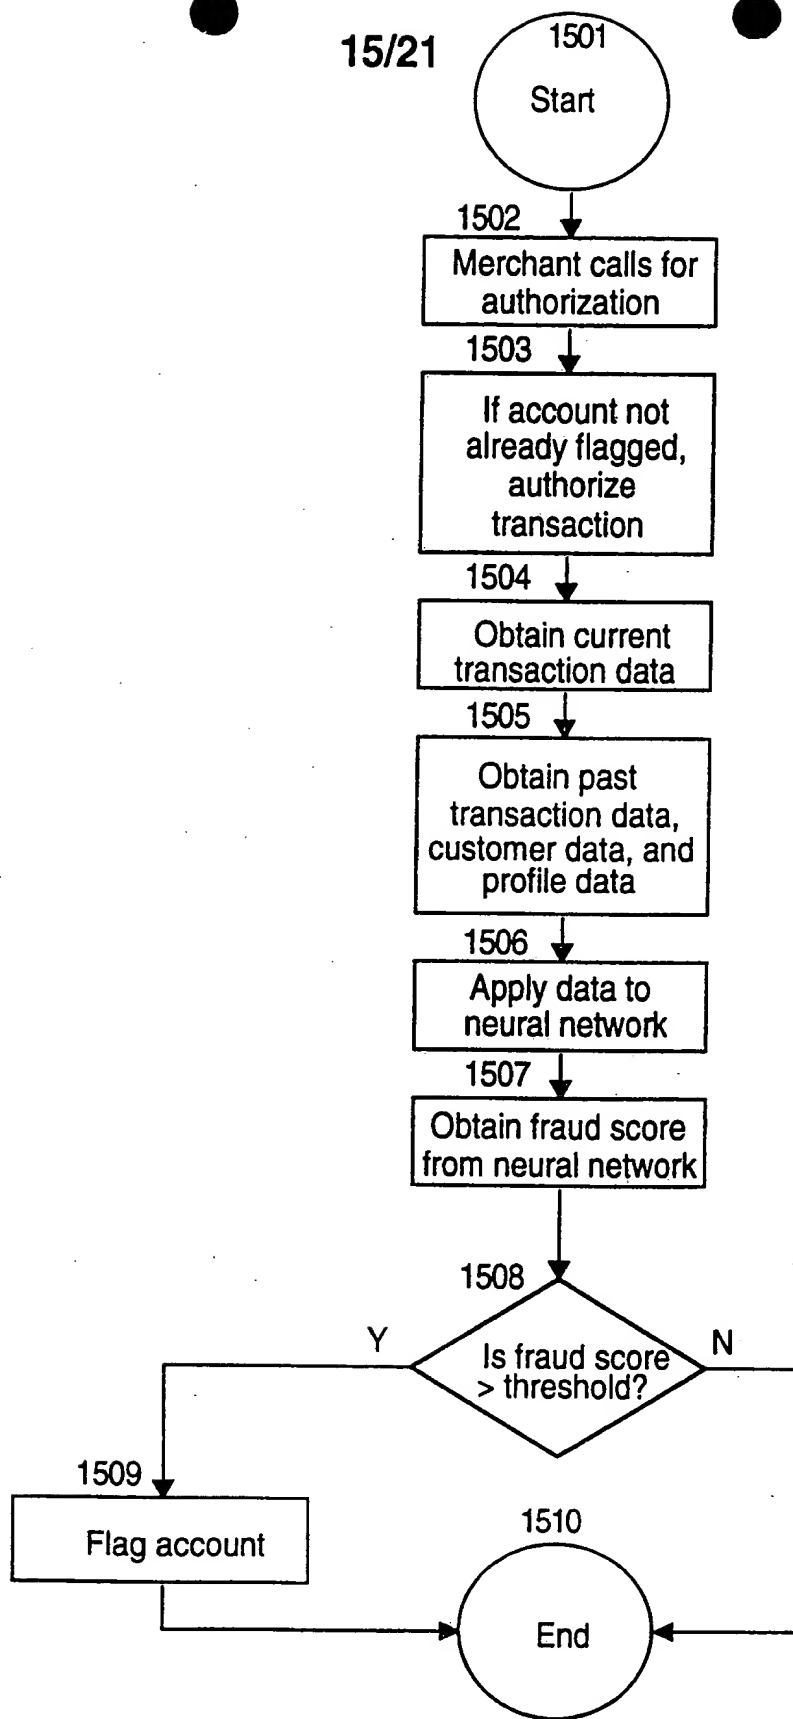 15/21
1501
Start
1502
Merchant calls for
authorization
1503
If account not
already flagged,
authorize
transaction
1504
Obtain current
transaction data
1505
Obtain past
transaction data,
customer data, and
profile data
1506
Apply data to
neural network
1507
Obtain fraud score
from neural network
1508
Y
Is fraud score
> threshold?
N
1509
Flag account
1510
End